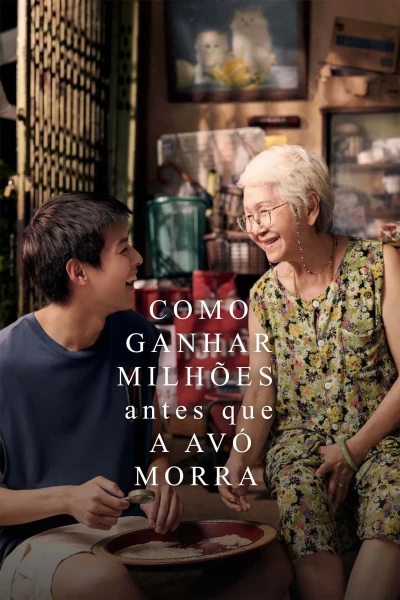 COMO
GANHAR
MILHÕES
antes que
A AVÓ
MORRA